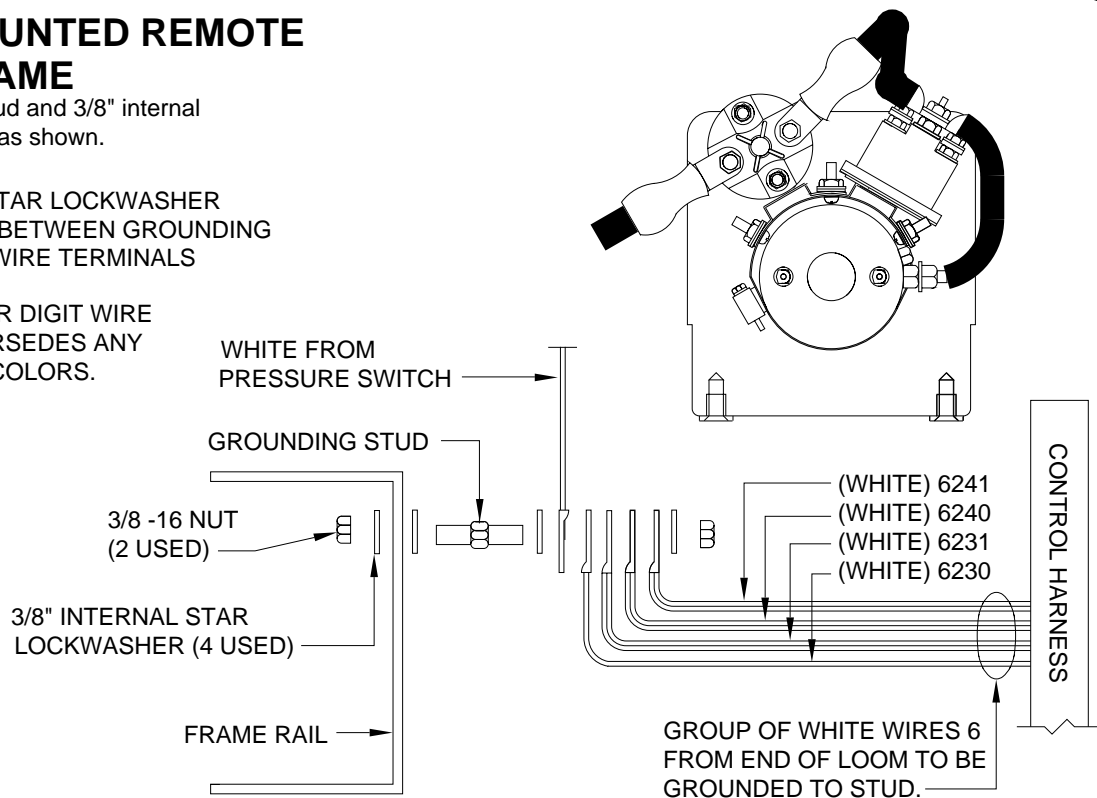 UNTED REMOTE
AME
ud and 3/8" internal
as shown.
TAR LOCKWASHER
BETWEEN GROUNDING
WIRE TERMINALS
R DIGIT WIRE
RSEDES ANY
COLORS.
WHITE FROM
PRESSURE SWITCH
GROUNDING STUD
3/8 -16 NUT
(2 USED)
3/8" INTERNAL STAR
LOCKWASHER (4 USED)
FRAME RAIL
(WHITE) 6241
(WHITE) 6240
(WHITE) 6231
(WHITE) 6230
CONTROL HARNESS
GROUP OF WHITE WIRES 6
FROM END OF LOOM TO BE
GROUNDED TO STUD.